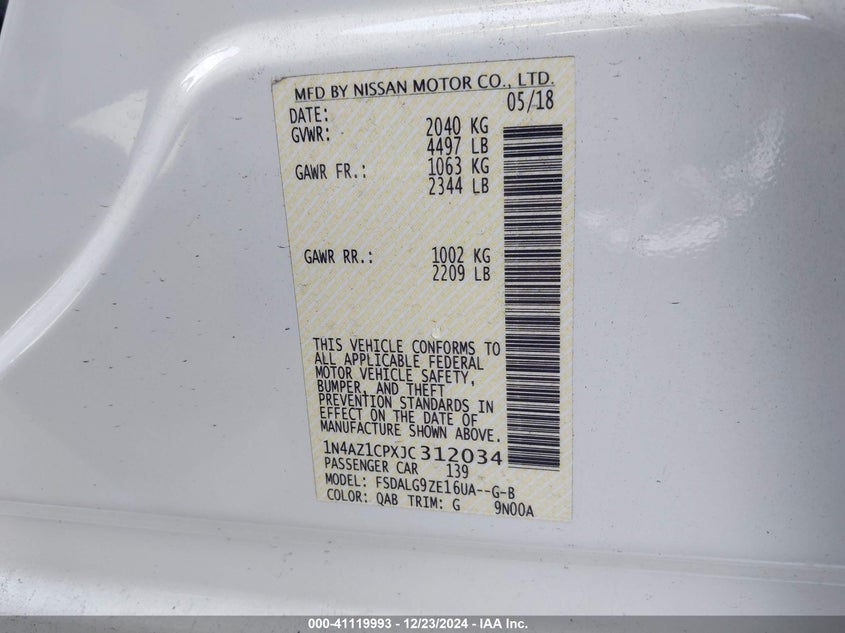 MFD BY NISSAN MOTOR CO., LTD.
DATE: 05/18
GVWR: 2040 KG
4497 LB
GAWR FR.: 1063 KG
2344 LB
GAWR RR.: 1002 KG
2209 LB
THIS VEHICLE CONFORMS TO
ALL APPLICABLE FEDERAL
MOTOR VEHICLE SAFETY,
BUMPER, AND THEFT
PREVENTION STANDARDS IN
EFFECT ON THE DATE OF
MANUFACTURE SHOWN ABOVE.
1N4AZ1CPXJC312034
PASSENGER CAR 139
MODEL: FSDALG9ZE16UA--G-B
COLOR: QAB TRIM: G 9N00A
000-41119993 - 12/23/2024 - IAA Inc.